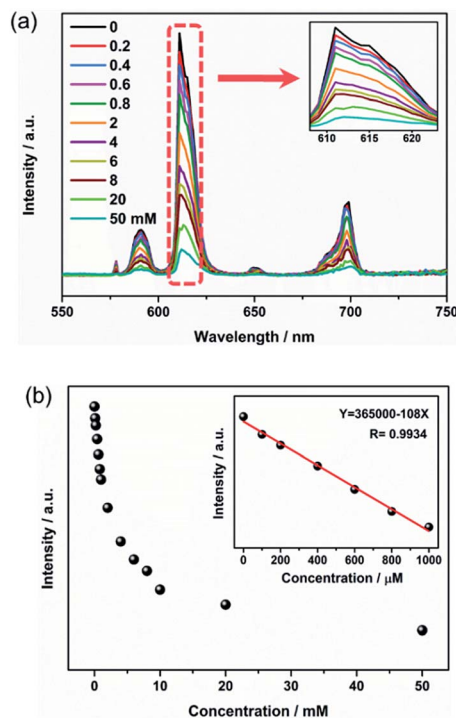 (a)
0
0.2
0.4
0.6
0.8
2
4
6
8
20
50 mM
610 615 620
Intensity / a.u.
550 600 650 700 750
Wavelength / nm
(b)
Y=365000-108X
R= 0.9934
Intensity / a.u.
0 200 400 600 800 1000
Concentration / μM
Intensity / a.u.
0 10 20 30 40 50
Concentration / mM